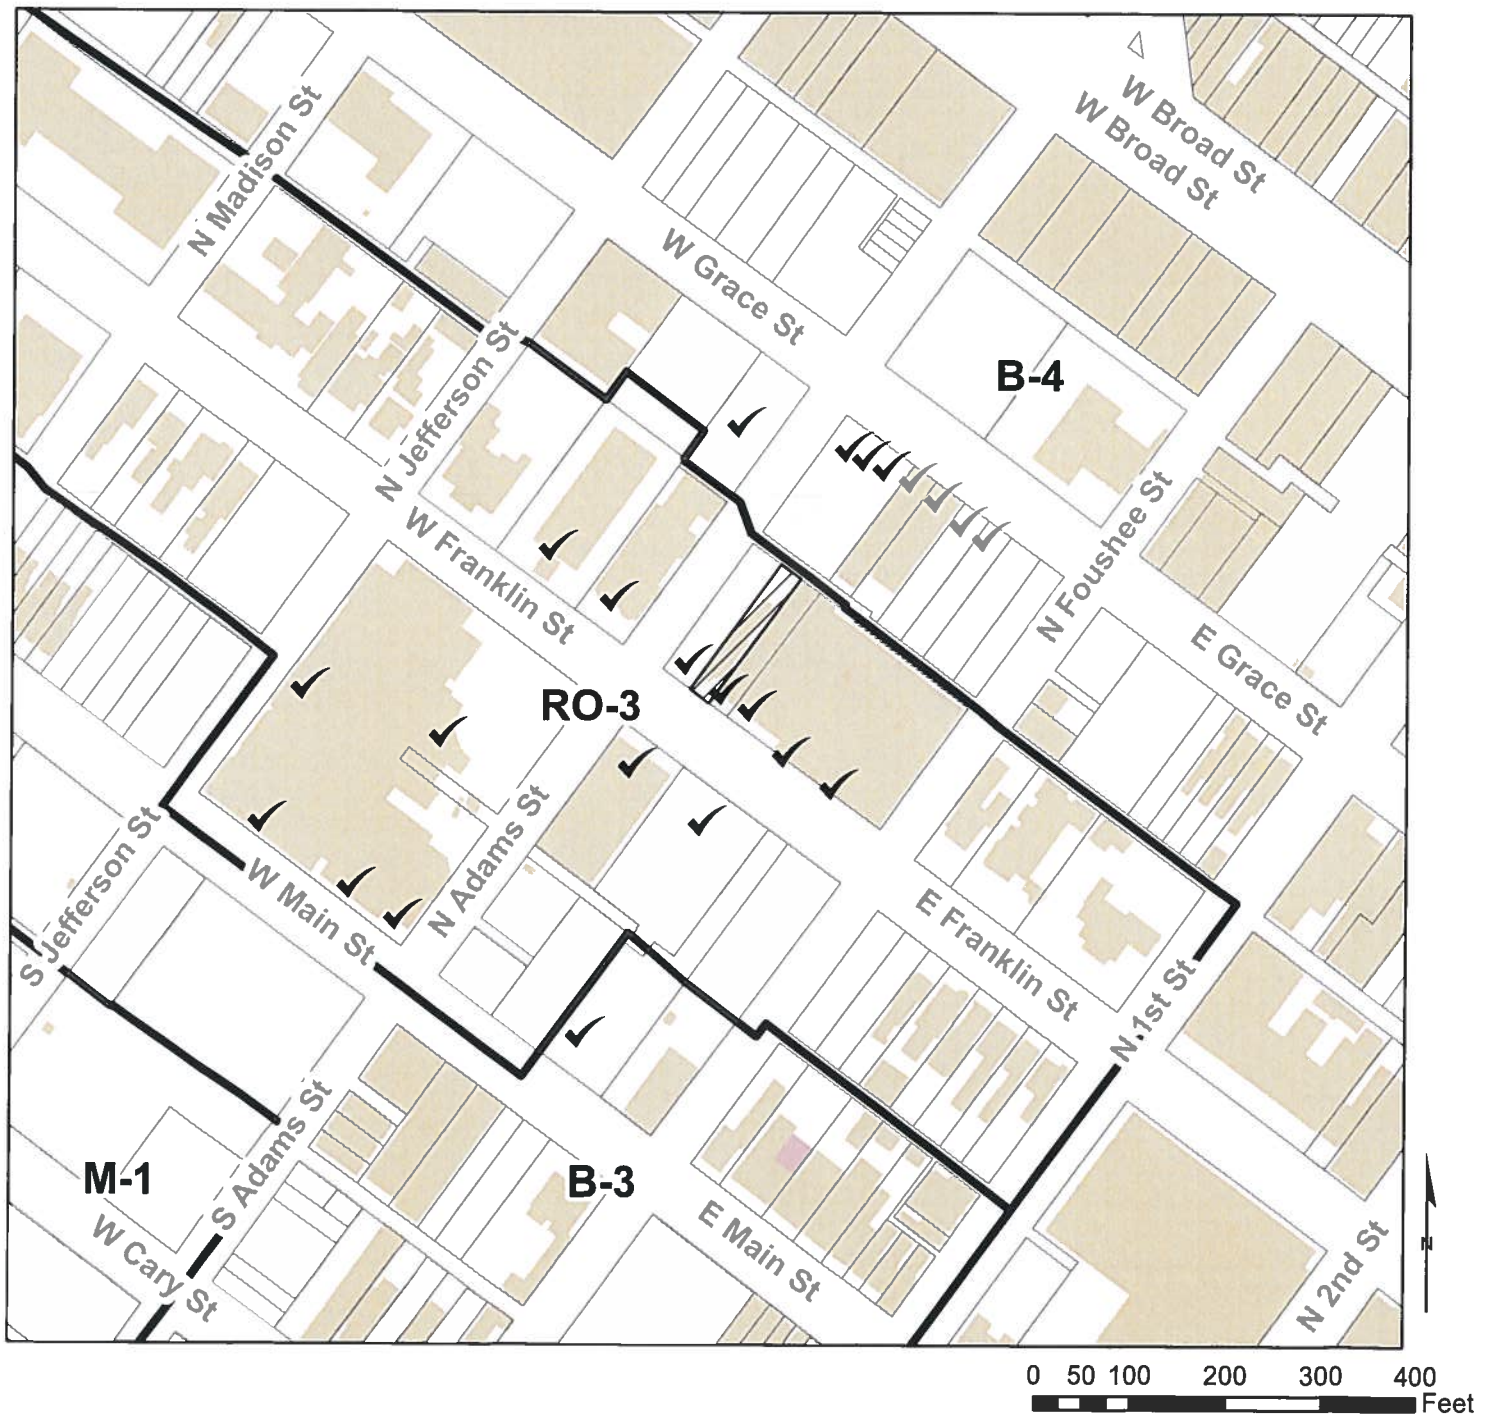 W Broad St
W Broad St
N Madison St
W Grace St
B-4
N Jefferson St
W Franklin St
N Foushee St
E Grace St
RO-3
N Adams St
W Main St
S Jefferson St
E Franklin St
N 1st St
S Adams St
M-1
B-3
W Cary St
E Main St
N 2nd St
N
0 50 100 200 300 400
Feet